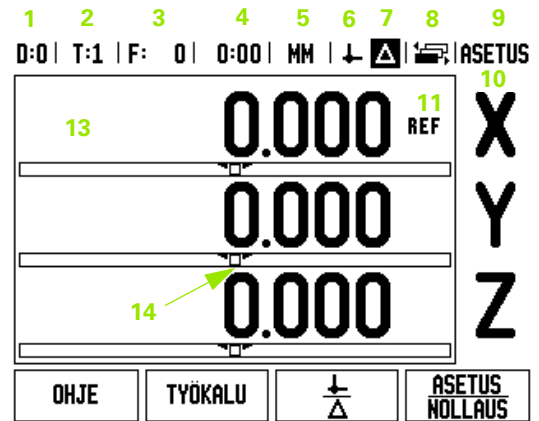 1 2 3 4 5 6 7 8 9
D:0 T:1 F: 0 0:00 MM ASETUS
10
13 0.000 11 REF X
0.000 Y
14 0.000 Z
OHJE TYÖKALU ASETUS
NOLLAUS